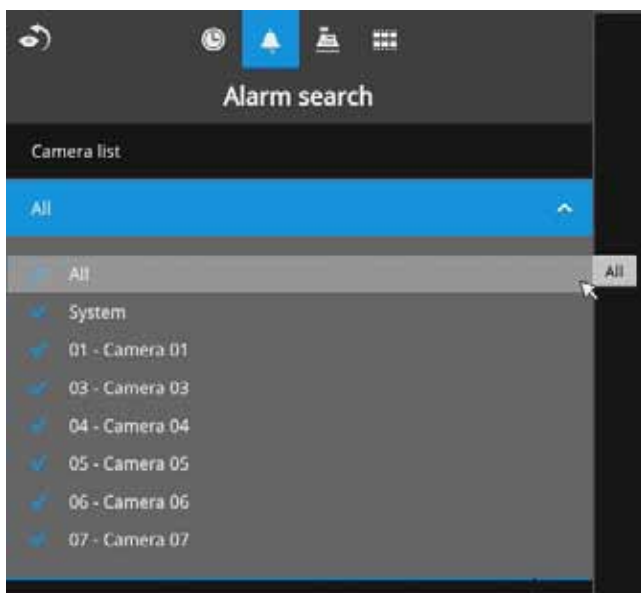 Alarm search
Camera list
All
All
All
System
01 - Camera 01
03 - Camera 03
04 - Camera 04
05 - Camera 05
06 - Camera 06
07 - Camera 07